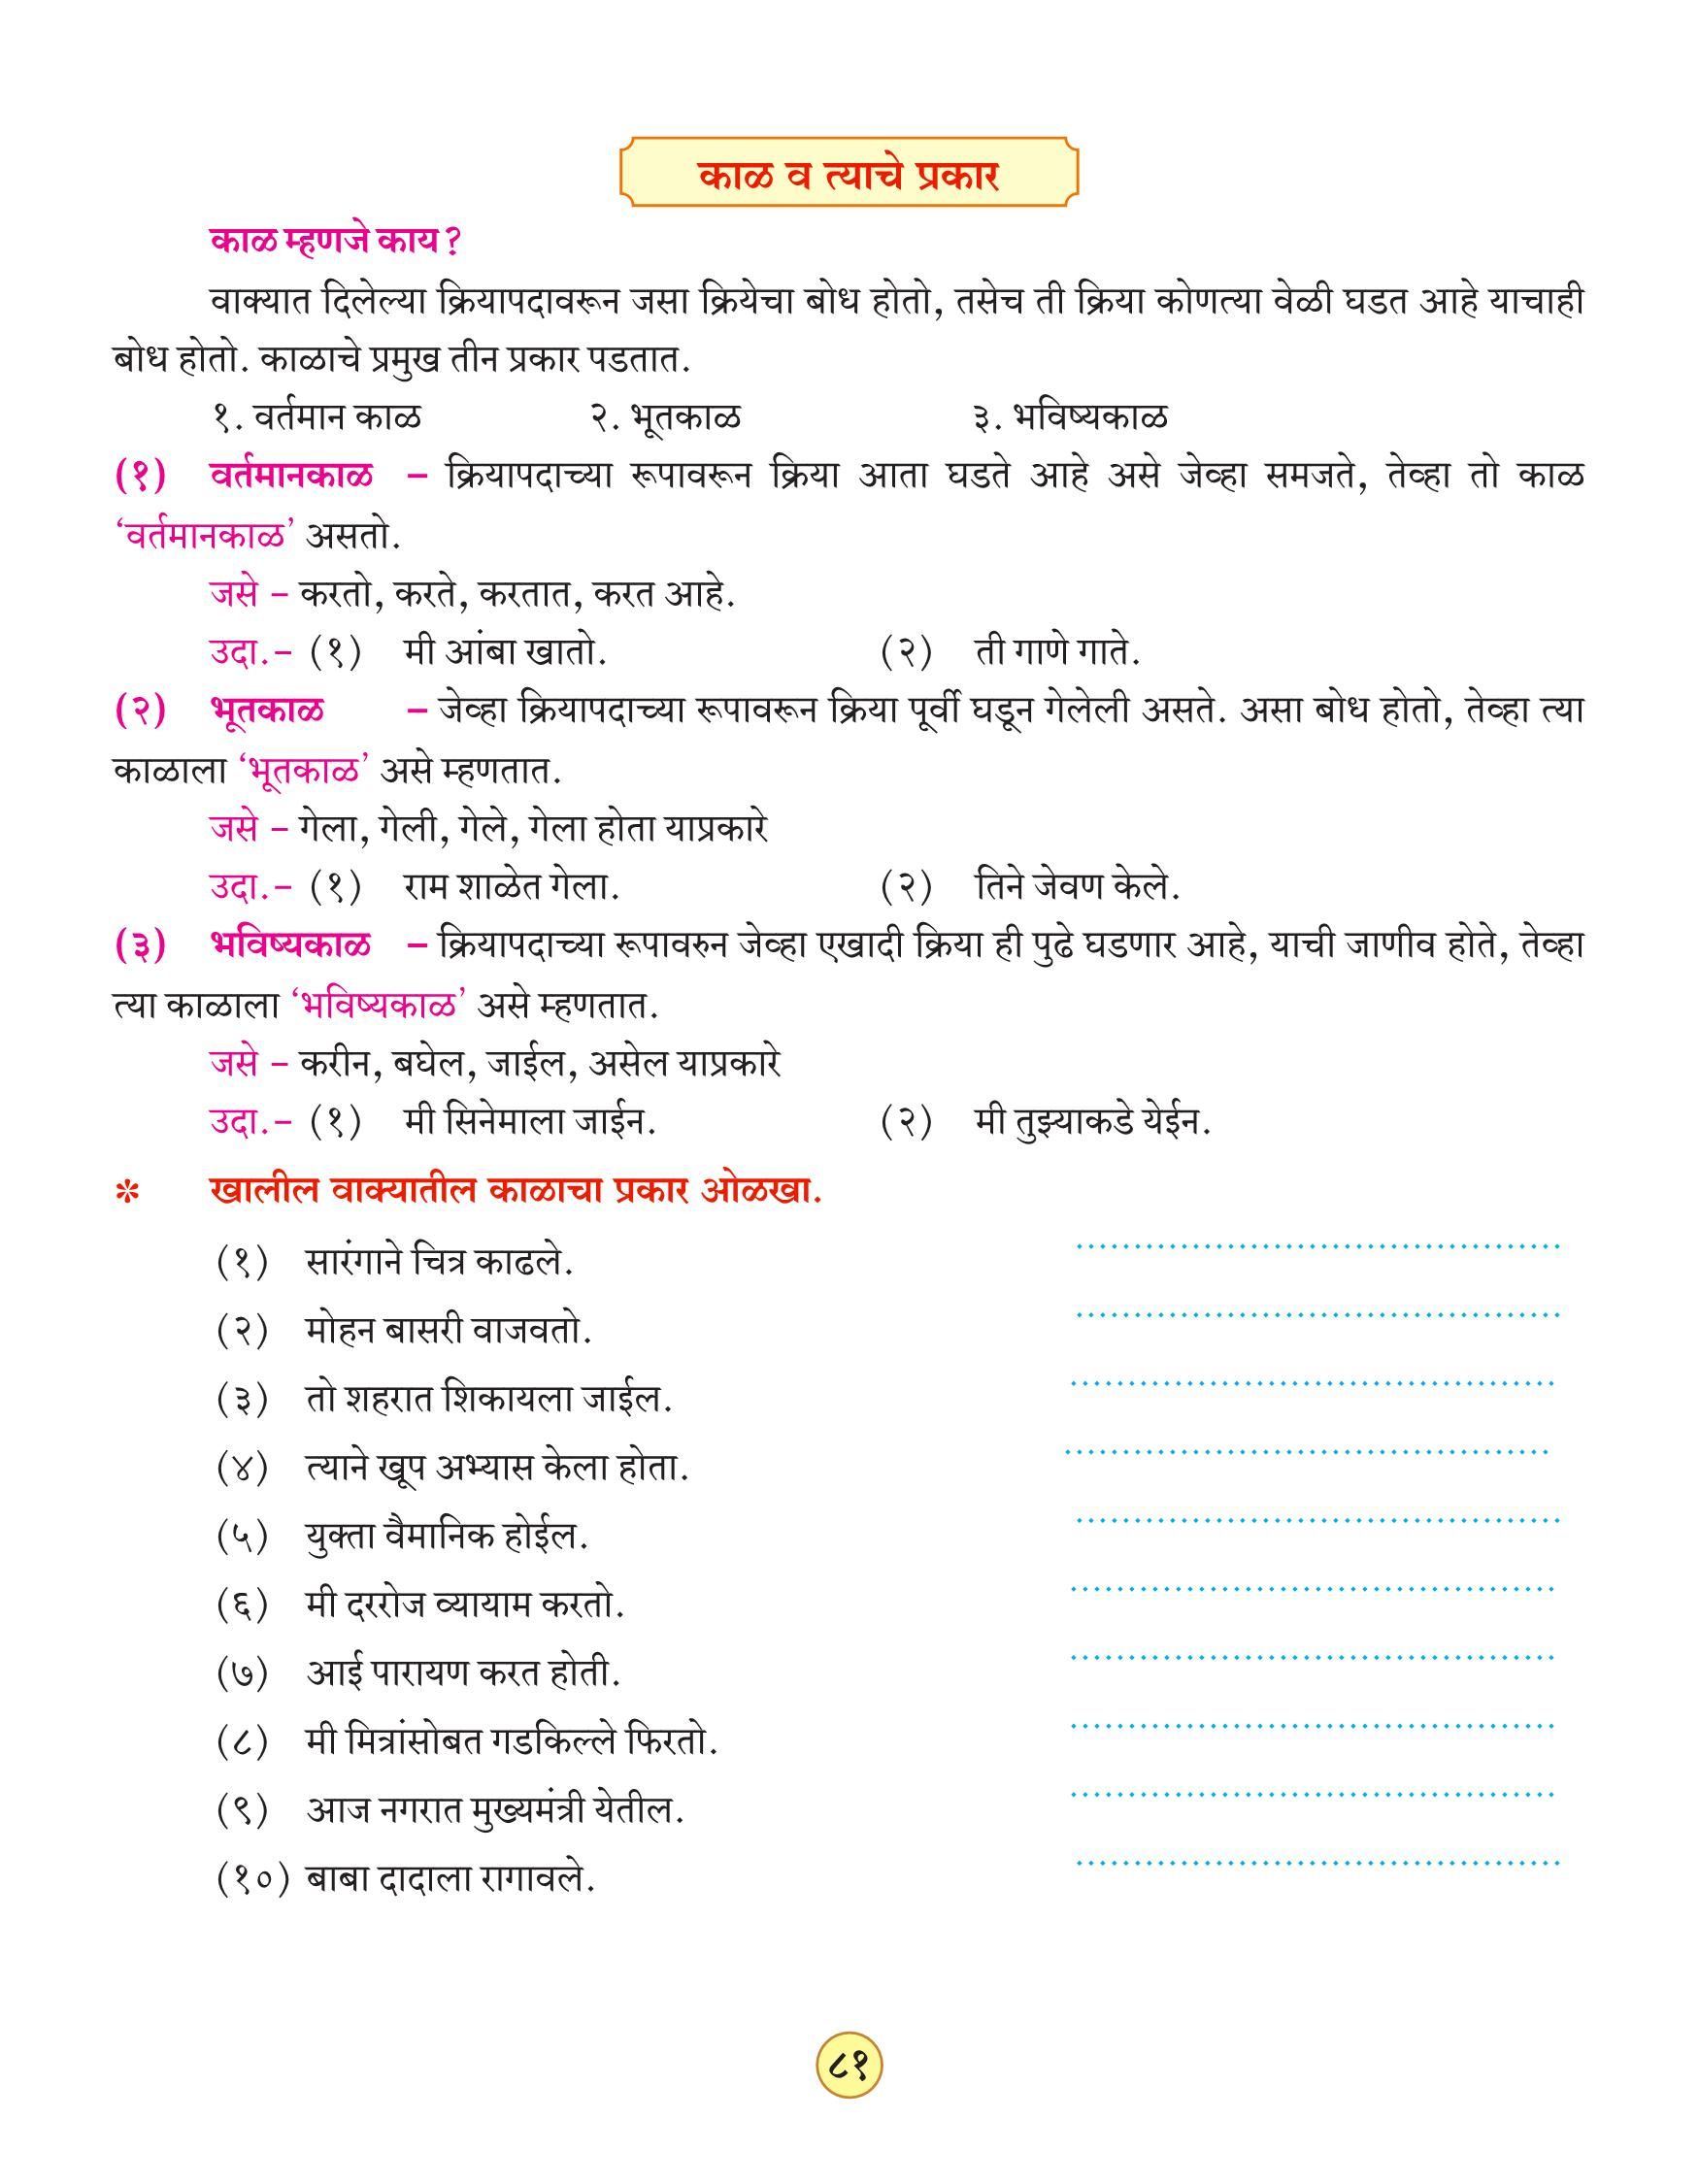 काळ व त्याचे प्रकार
काळ म्हणजे काय?
वाक्यात दिलेल्या क्रियापदावरून जसा क्रियेचा बोध होतो, तसेच ती क्रिया कोणत्या वेळी घडत आहे याचाही
बोध होतो. काळाचे प्रमुख तीन प्रकार पडतात.
१. वर्तमान काळ २. भूतकाळ ३. भविष्यकाळ
(१) वर्तमानकाळ – क्रियापदाच्या रूपावरून क्रिया आता घडते आहे असे जेव्हा समजते, तेव्हा तो काळ
‘वर्तमानकाळ’ असतो.
जसे – करतो, करते, करतात, करत आहे.
उदा.– (१) मी आंबा खातो. (२) ती गाणे गाते.
(२) भूतकाळ – जेव्हा क्रियापदाच्या रूपावरून क्रिया पूर्वी घडून गेलेली असते. असा बोध होतो, तेव्हा त्या
काळाला ‘भूतकाळ’ असे म्हणतात.
जसे – गेला, गेली, गेले, गेला होता याप्रकारे
उदा.– (१) राम शाळेत गेला. (२) तिने जेवण केले.
(३) भविष्यकाळ – क्रियापदाच्या रूपावरुन जेव्हा एखादी क्रिया ही पुढे घडणार आहे, याची जाणीव होते, तेव्हा
त्या काळाला ‘भविष्यकाळ’ असे म्हणतात.
जसे – करीन, बघेल, जाईल, असेल याप्रकारे
उदा.– (१) मी सिनेमाला जाईन. (२) मी तुझ्याकडे येईन.
* खालील वाक्यातील काळाचा प्रकार ओळखा.
(१) सारंगाने चित्र काढले. ..........................................
(२) मोहन बासरी वाजवतो. ..........................................
(३) तो शहरात शिकायला जाईल. ..........................................
(४) त्याने खूप अभ्यास केला होता. ..........................................
(५) युक्ता वैमानिक होईल. ..........................................
(६) मी दररोज व्यायाम करतो. ..........................................
(७) आई पारायण करत होती. ..........................................
(८) मी मित्रांसोबत गडकिल्ले फिरतो. ..........................................
(९) आज नगरात मुख्यमंत्री येतील. ..........................................
(१०) बाबा दादाला रागावले. ..........................................
८१